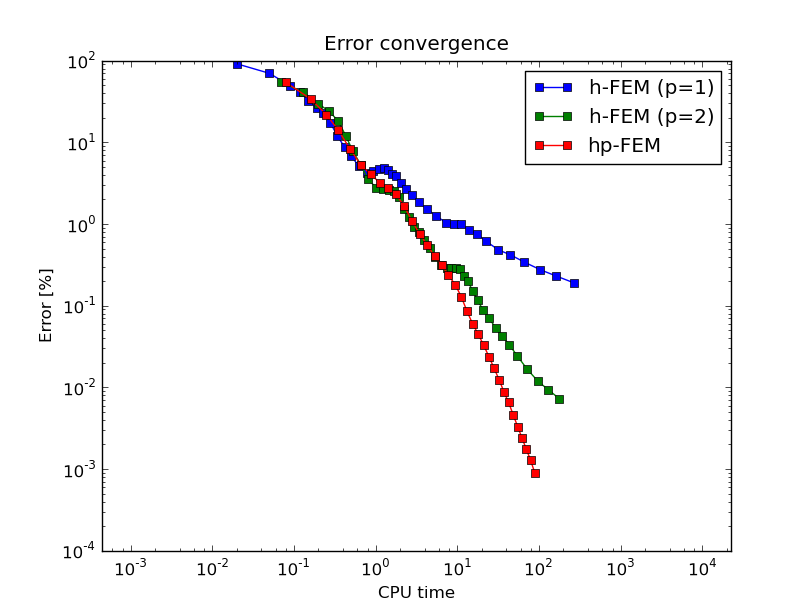 Error convergence
h-FEM (p=1)
h-FEM (p=2)
hp-FEM
10^2
10^1
10^0
10^-1
10^-2
10^-3
10^-4
Error [%]
10^-3 10^-2 10^-1 10^0 10^1 10^2 10^3 10^4
CPU time